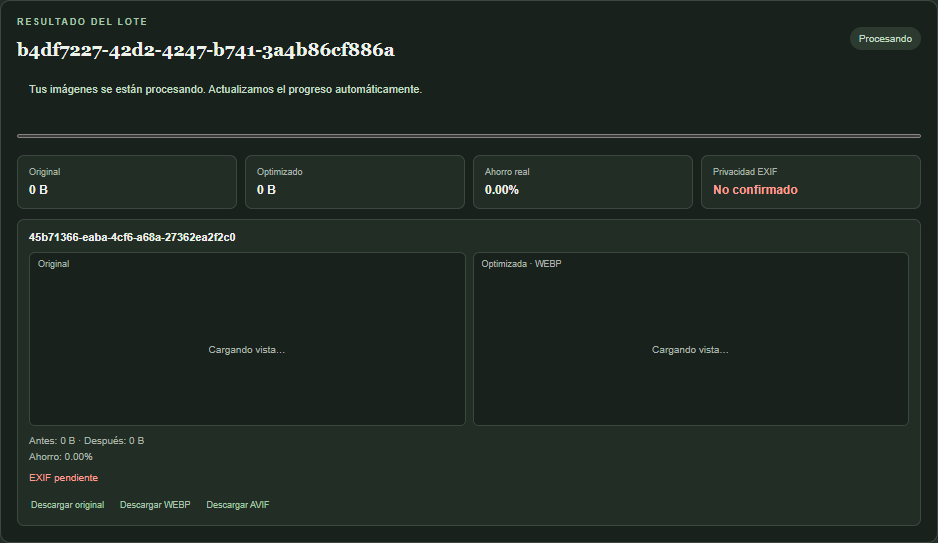 RESULTADO DEL LOTE
b4df7227-42d2-4247-b741-3a4b86cf886a
Procesando
Tus imágenes se están procesando. Actualizamos el progreso automáticamente.
Original
0 B
Optimizado
0 B
Ahorro real
0.00%
Privacidad EXIF
No confirmado
45b71366-eaba-4cf6-a68a-27362ea2f2c0
Original
Cargando vista...
Optimizada · WEBP
Cargando vista...
Antes: 0 B · Después: 0 B
Ahorro: 0.00%
EXIF pendiente
Descargar original
Descargar WEBP
Descargar AVIF